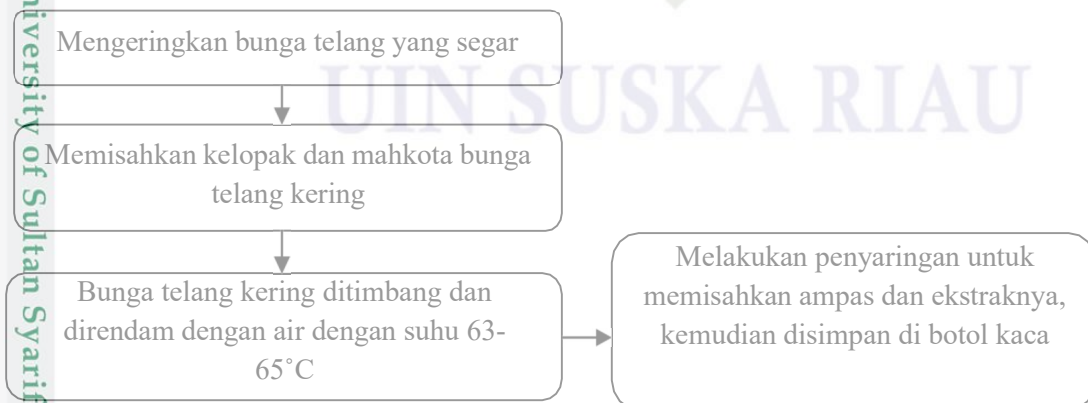 Mengeringkan bunga telang yang segar
UIN SUSKA RIAU
Memisahkan kelopak dan mahkota bunga
telang kering
Bunga telang kering ditimbang dan
direndam dengan air dengan suhu 63-
65˚C
Melakukan penyaringan untuk
memisahkan ampas dan ekstraknya,
kemudian disimpan di botol kaca
University of Sultan Syarif